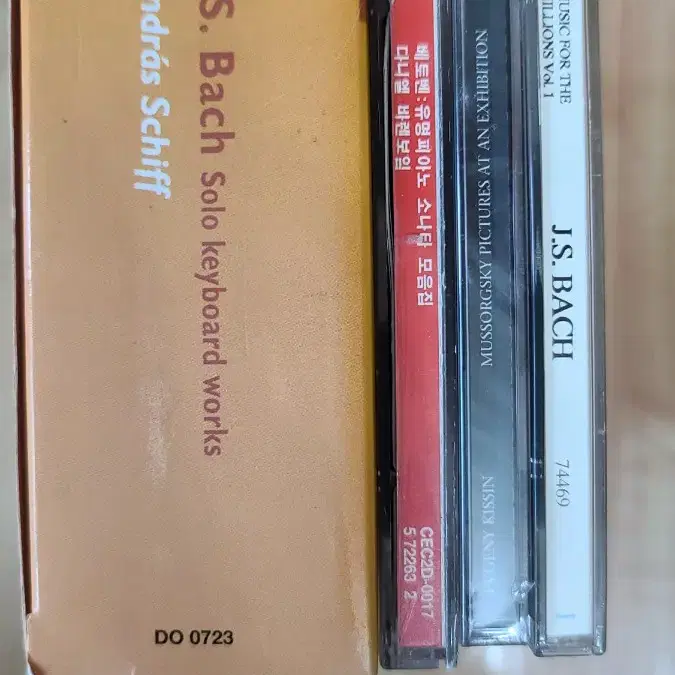 S. Bach Solo keyboard works
ndrás Schiff
DO 0723
베토벤:유명피아노 소나타 모음집
다니엘 바렌보임
CEC2D-0017
5 72263 2
MUSSORGSKY PICTURES AT AN EXHIBITION
EVGENY KISSIN
MUSIC FOR THE
MILLIONS Vol. 1
J.S. BACH
74469